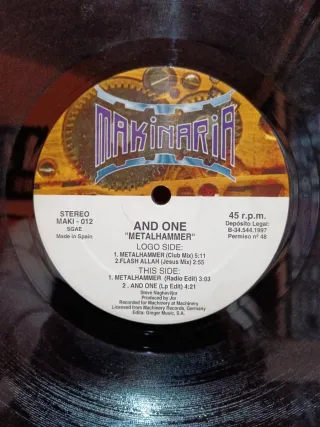 MAKINARIA
STEREO
MAKI - 012
SGAE
Made in Spain
45 r.p.m.
Depósito Legal:
B-34.544.1997
Permiso nº 48
AND ONE
"METALHAMMER"
LOGO SIDE:
1. METALHAMMER (Club Mix) 5:11
2.FLASH ALLAH (Jesus Mix) 2:55
THIS SIDE:
1. METALHAMMER (Radio Edit) 3:03
2 . AND ONE (Lp Edit) 4:21
Steve Naghavi/Jor
Produced by Jor
Recorded for Machinery at Machinery
Licensed from Machinery Records, Germany
Edita: Ginger Music, S.A.